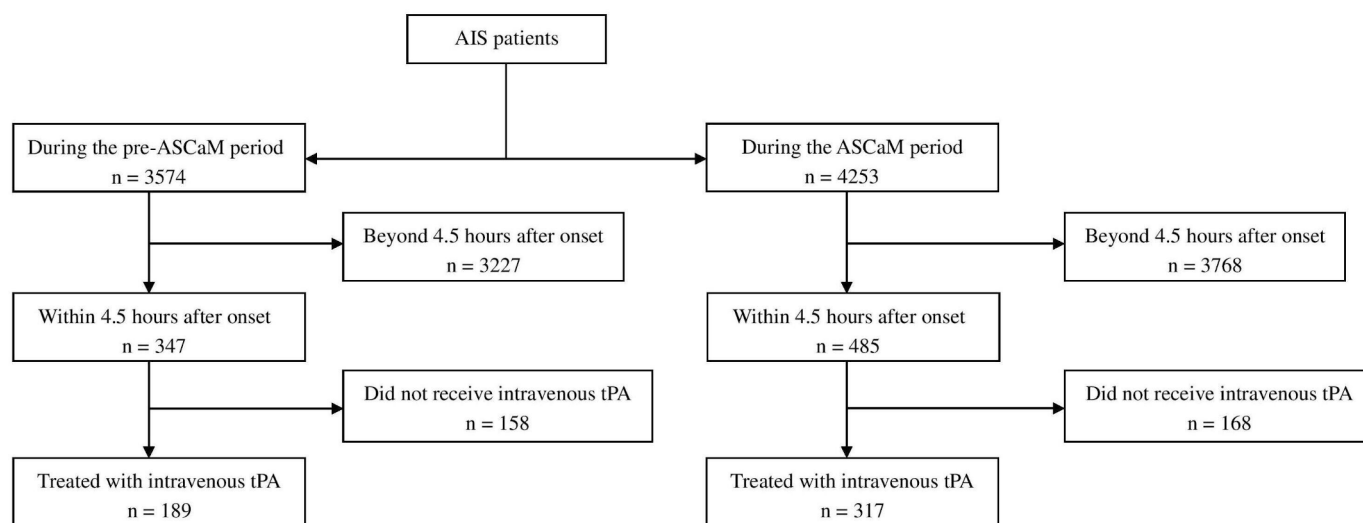 AIS patients
During the pre-ASCaM period
n = 3574
During the ASCaM period
n = 4253
Beyond 4.5 hours after onset
n = 3227
Beyond 4.5 hours after onset
n = 3768
Within 4.5 hours after onset
n = 347
Within 4.5 hours after onset
n = 485
Did not receive intravenous tPA
n = 158
Did not receive intravenous tPA
n = 168
Treated with intravenous tPA
n = 189
Treated with intravenous tPA
n = 317